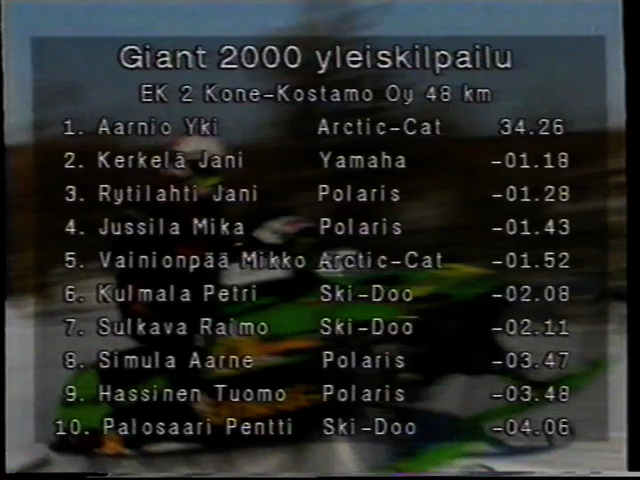 Giant 2000 yleiskilpailu
EK 2 Kone-Kostamo Oy 48 km
1. Aarnio Yki Arctic-Cat 34.26
2. Kerkelä Jani Yamaha -01.18
3. Rytilahti Jani Polaris -01.28
4. Jussila Mika Polaris -01.43
5. Vainionpää Mikko Arctic-Cat -01.52
6. Kulmala Petri Ski-Doo -02.08
7. Sulkava Raimo Ski-Doo -02.11
8. Simula Aarne Polaris -03.47
9. Hassinen Tuomo Polaris -03.48
10. Palosaari Pentti Ski-Doo -04.06